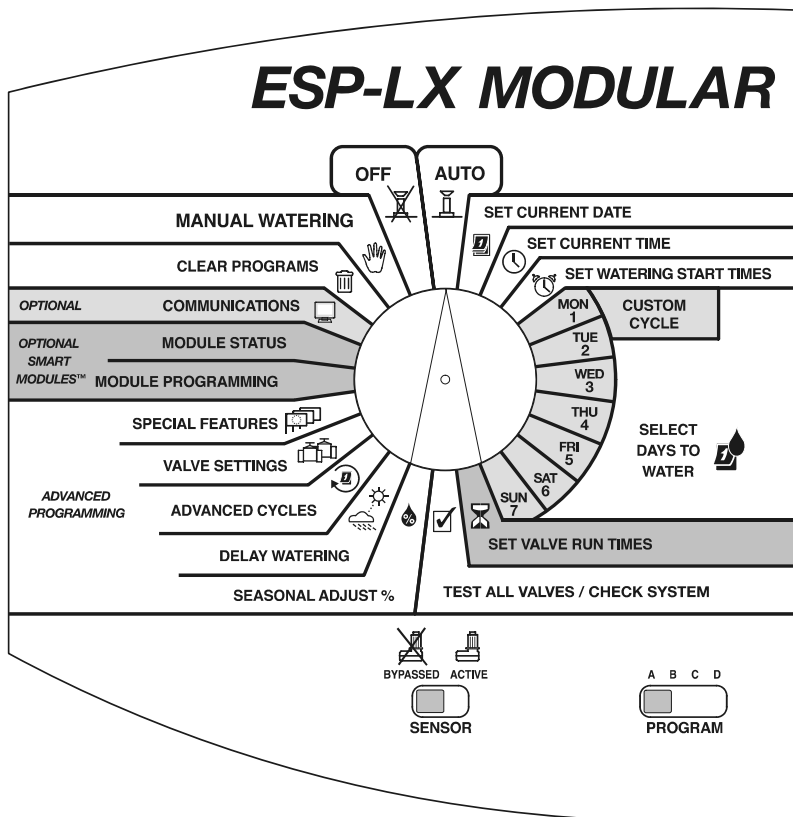 ESP-LX MODULAR
OFF
AUTO
MANUAL WATERING
CLEAR PROGRAMS
OPTIONAL
COMMUNICATIONS
OPTIONAL
SMART
MODULES™
MODULE STATUS
MODULE PROGRAMMING
SPECIAL FEATURES
VALVE SETTINGS
ADVANCED
PROGRAMMING
ADVANCED CYCLES
DELAY WATERING
SEASONAL ADJUST %
SET CURRENT DATE
1
SET CURRENT TIME
SET WATERING START TIMES
MON
1
TUE
2
WED
3
THU
4
FRI
5
SAT
6
SUN
7
CUSTOM
CYCLE
SELECT
DAYS TO
WATER
1
SET VALVE RUN TIMES
TEST ALL VALVES / CHECK SYSTEM
1
%
BYPASSED
ACTIVE
SENSOR
A B C D
PROGRAM